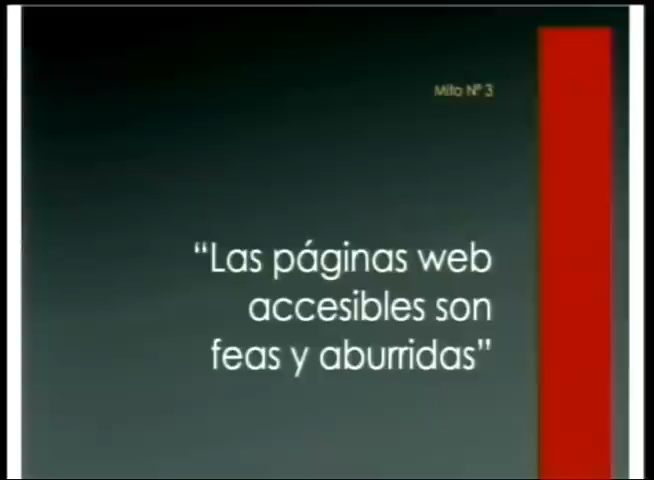 Mito Nº 3
“Las páginas web
accesibles son
feas y aburridas”